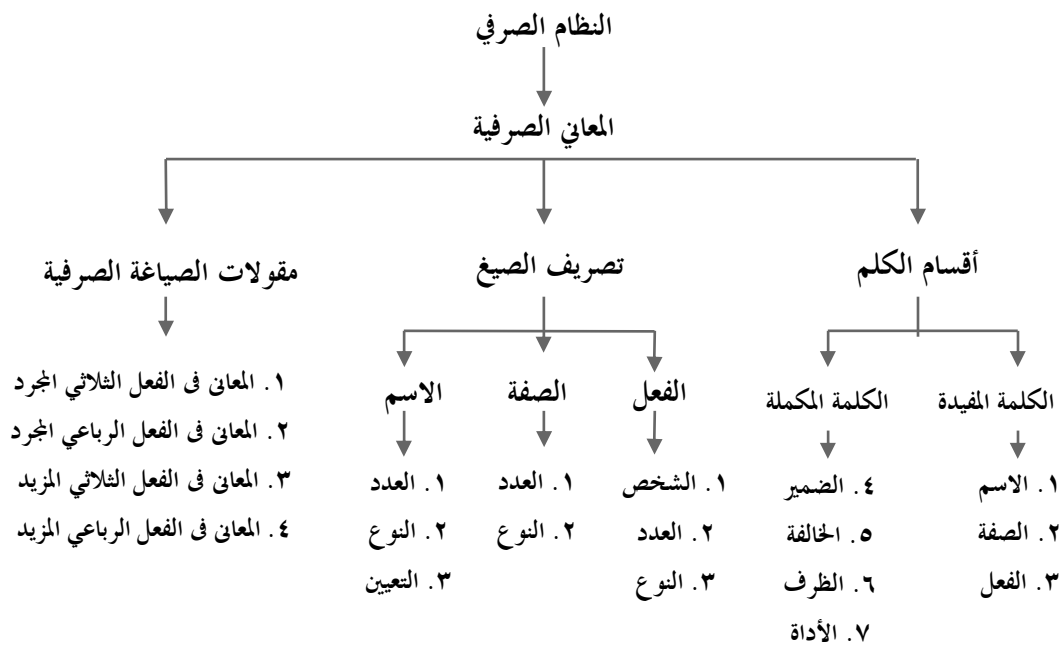 النظام الصرفي
المعاني الصرفية
أقسام الكلم
تصريف الصيغ
مقولات الصياغة الصرفية
الكلمة المفيدة
١. الاسم
٢. الصفة
٣. الفعل
الكلمة المكملة
٤. الضمير
٥. الخالفة
٦. الظرف
٧. الأداة
الفعل
١. الشخص
٢. العدد
٣. النوع
الصفة
١. العدد
٢. النوع
الاسم
١. العدد
٢. النوع
٣. التعيين
١. المعانى فى الفعل الثلاثي المجرد
٢. المعانى فى الفعل الرباعي المجرد
٣. المعانى فى الفعل الثلاثي المزيد
٤. المعانى فى الفعل الرباعي المزيد